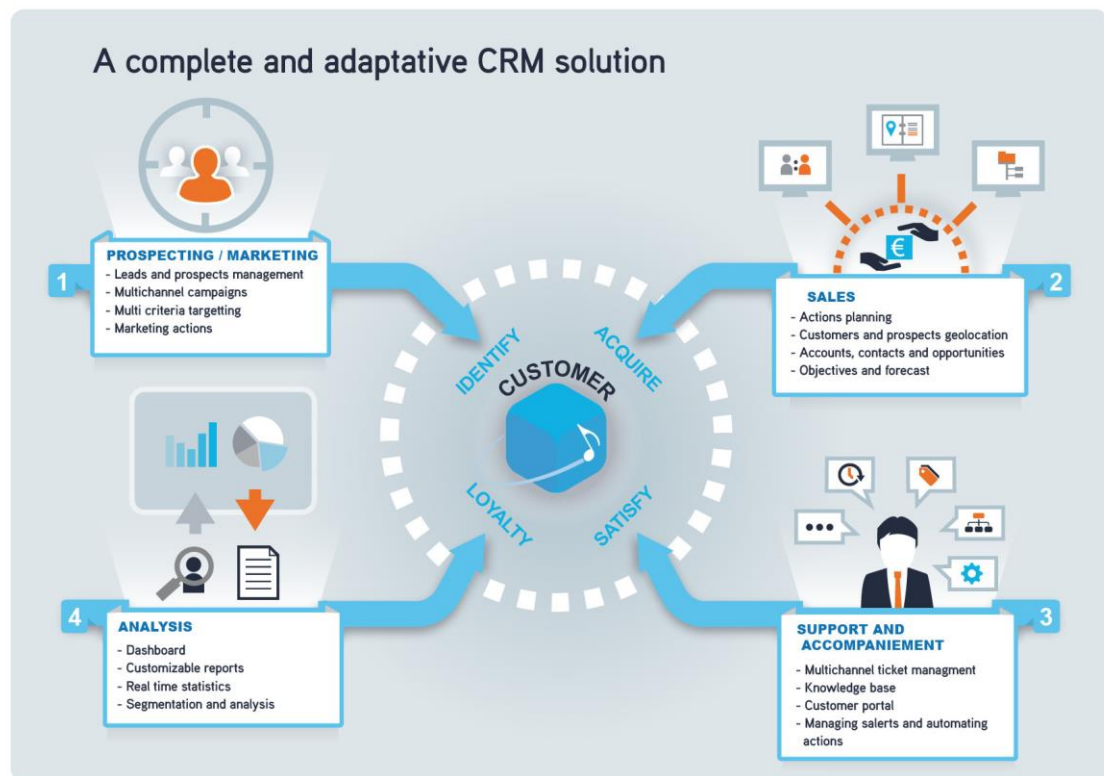 A complete and adaptative CRM solution
1
PROSPECTING / MARKETING
- Leads and prospects management
- Multichannel campaigns
- Multi criteria targetting
- Marketing actions
2
SALES
- Actions planning
- Customers and prospects geolocation
- Accounts, contacts and opportunities
- Objectives and forecast
IDENTIFY
ACQUIRE
CUSTOMER
LOYALTY
SATISFY
€
4
ANALYSIS
- Dashboard
- Customizable reports
- Real time statistics
- Segmentation and analysis
3
SUPPORT AND
ACCOMPANIEMENT
- Multichannel ticket managment
- Knowledge base
- Customer portal
- Managing salerts and automating
actions